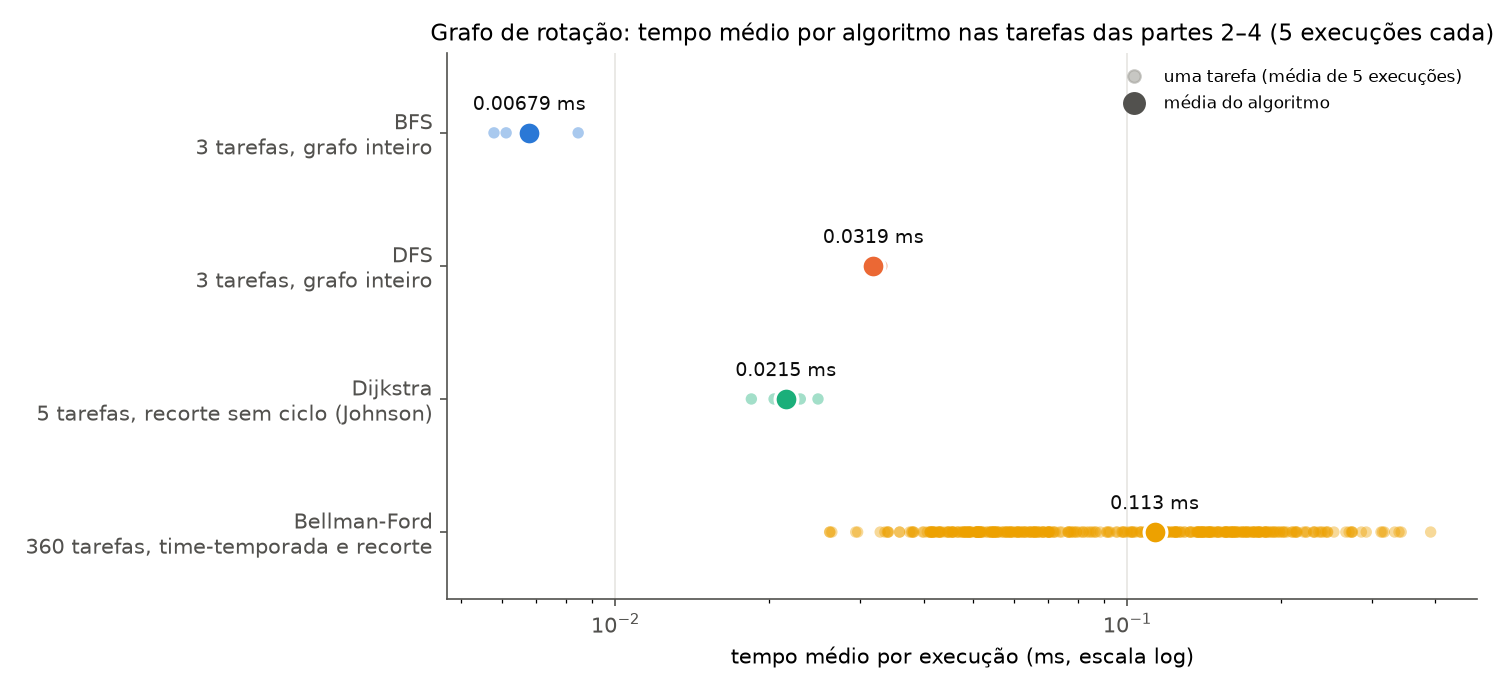 Grafo de rotação: tempo médio por algoritmo nas tarefas das partes 2–4 (5 execuções cada)
uma tarefa (média de 5 execuções)
média do algoritmo
0.00679 ms
BFS
3 tarefas, grafo inteiro
0.0319 ms
DFS
3 tarefas, grafo inteiro
0.0215 ms
Dijkstra
5 tarefas, recorte sem ciclo (Johnson)
0.113 ms
Bellman-Ford
360 tarefas, time-temporada e recorte
10⁻² 10⁻¹
tempo médio por execução (ms, escala log)